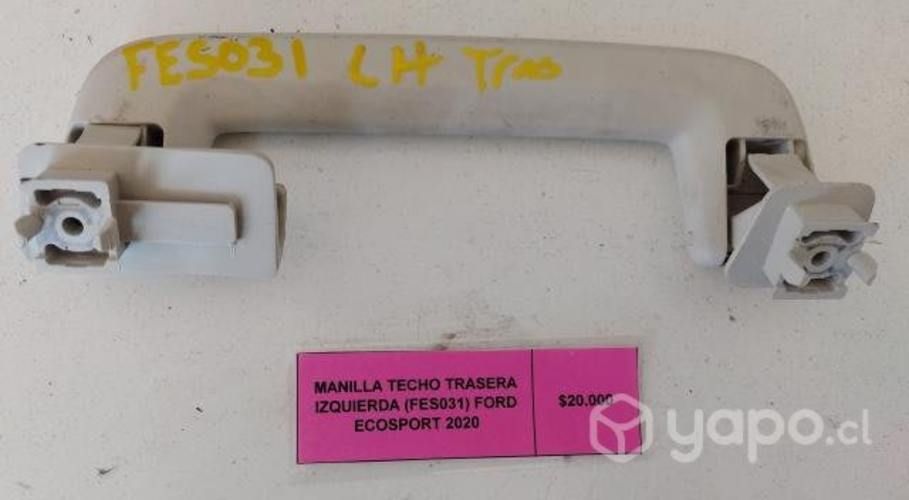 FES031 LH Tras
MANILLA TECHO TRASERA
IZQUIERDA (FES031) FORD
ECOSPORT 2020
$20.000
yapo.cl